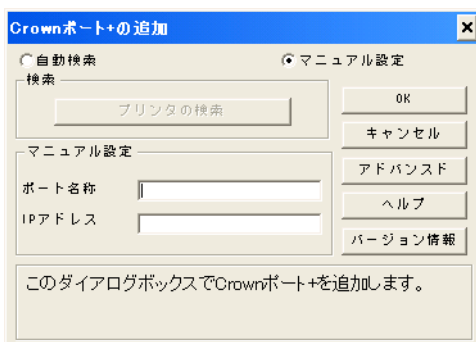 Crownポート+の追加
自動検索
マニュアル設定
検索
プリンタの検索
OK
キャンセル
マニュアル設定
アドバンスド
ポート名称
ヘルプ
IPアドレス
バージョン情報
このダイアログボックスでCrownポート+を追加します。